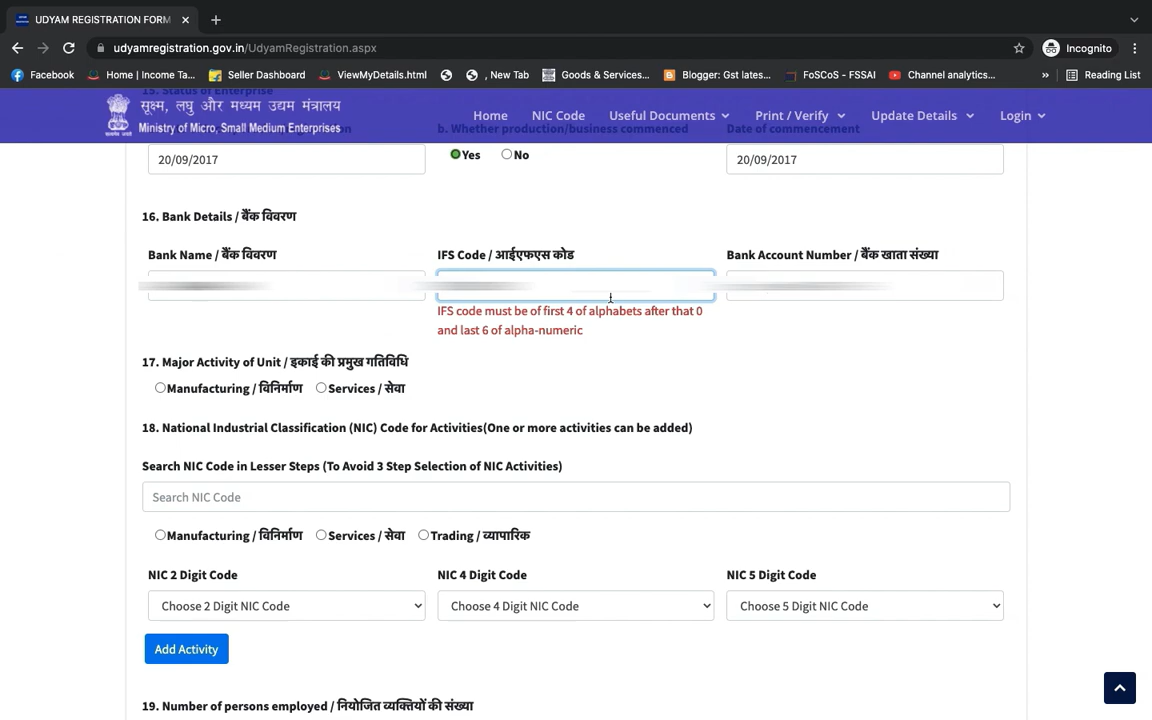 UDYAM REGISTRATION FORM
udyamregistration.gov.in/UdyamRegistration.aspx
Incognito
Facebook
Home | Income Ta...
Seller Dashboard
ViewMyDetails.html
, New Tab
Goods & Services...
Blogger: Gst lates...
FoSCoS - FSSAI
Channel analytics...
»
Reading List
15. Status of Enterprise
सूक्ष्म, लघु और मध्यम उद्यम मंत्रालय
Ministry of Micro, Small Medium Enterprises
Home
NIC Code
Useful Documents
Print / Verify
Update Details
Login
b. Whether production/business commenced
Date of commencement
20/09/2017
Yes
No
20/09/2017
16. Bank Details / बैंक विवरण
Bank Name / बैंक विवरण
IFS Code / आईएफएस कोड
Bank Account Number / बैंक खाता संख्या
IFS code must be of first 4 of alphabets after that 0
and last 6 of alpha-numeric
17. Major Activity of Unit / इकाई की प्रमुख गतिविधि
Manufacturing / विनिर्माण
Services / सेवा
18. National Industrial Classification (NIC) Code for Activities(One or more activities can be added)
Search NIC Code in Lesser Steps (To Avoid 3 Step Selection of NIC Activities)
Search NIC Code
Manufacturing / विनिर्माण
Services / सेवा
Trading / व्यापारिक
NIC 2 Digit Code
NIC 4 Digit Code
NIC 5 Digit Code
Choose 2 Digit NIC Code
Choose 4 Digit NIC Code
Choose 5 Digit NIC Code
Add Activity
19. Number of persons employed / नियोजित व्यक्तियों की संख्या